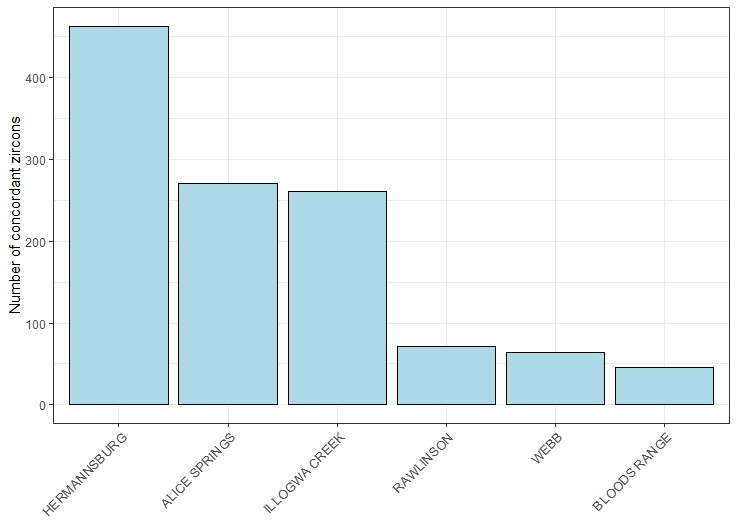 Number of concordant zircons
400
300
200
100
0
HERMANNSBURG
ALICE SPRINGS
ILLOGWA CREEK
RAWLINSON
WEBB
BLOODS RANGE